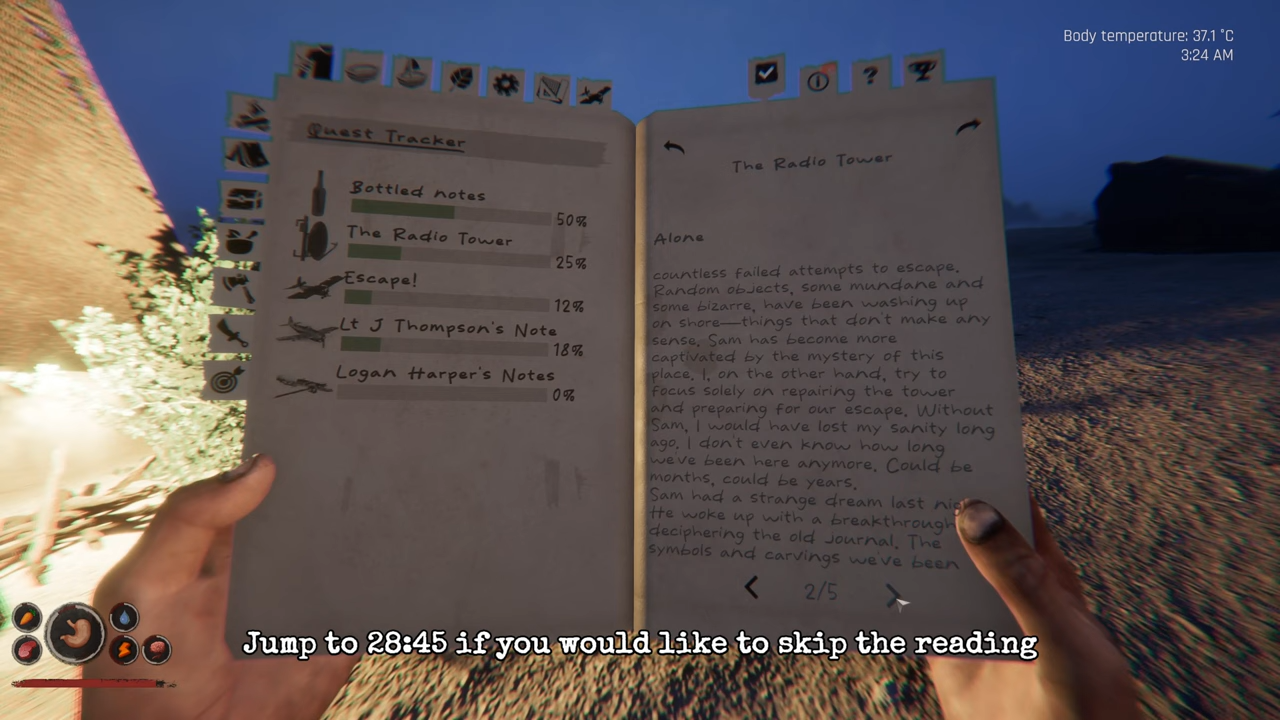 Body temperature: 37.1 °C
3:24 AM
Quest Tracker
Bottled notes
50%
The Radio Tower
25%
Escape!
12%
Lt J Thompson's Note
18%
Logan Harper's Notes
0%
The Radio Tower
Alone
countless failed attempts to escape.
Random objects, some mundane and
some bizarre, have been washing up
on shore—things that don't make any
sense. Sam has become more
captivated by the mystery of this
place. I, on the other hand, try to
focus solely on repairing the tower
and preparing for our escape. Without
Sam, I would have lost my sanity long
ago. I don't even know how long
we've been here anymore. Could be
months, could be years.
Sam had a strange dream last
He woke up with a breakthrough
deciphering the old journal. The
symbols and carvings we've been
2/5
Jump to 28:45 if you would like to skip the reading